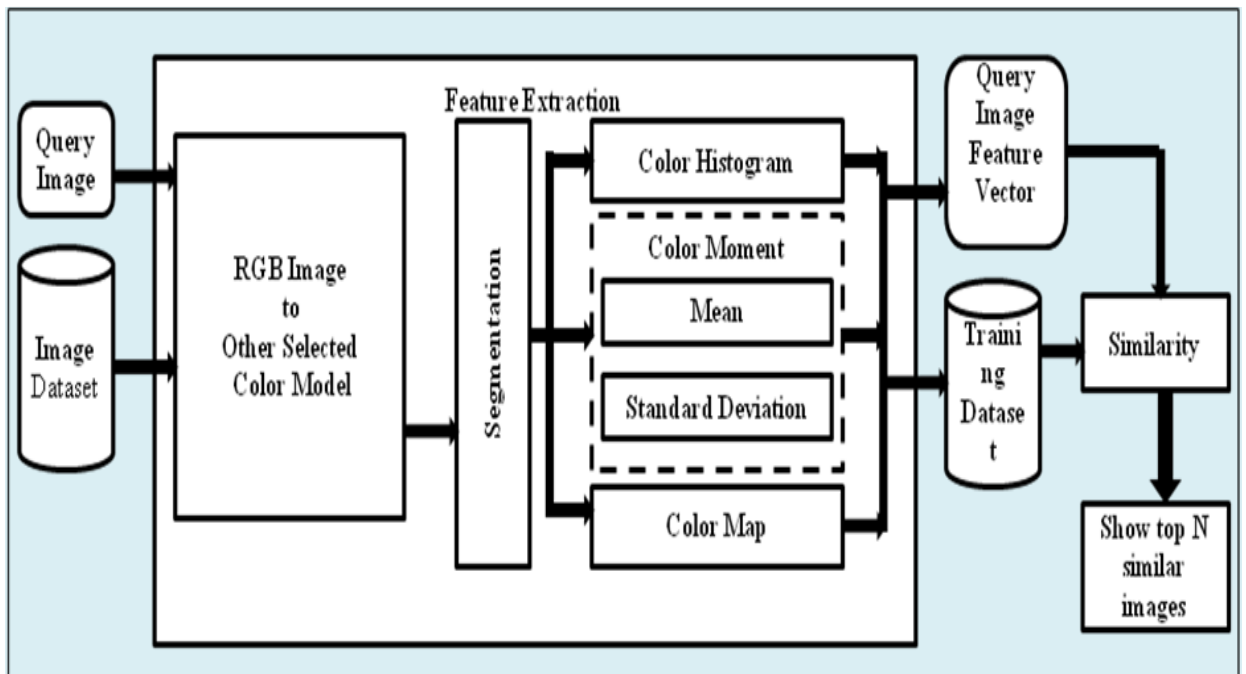 Query
Image
Image
Dataset
RGB Image
to
Other Selected
Color Model
Feature Extraction
Segmentation
Color Histogram
Color Moment
Mean
Standard Deviation
Color Map
Query
Image
Feature
Vector
Traini
ng
Datase
t
Similarity
Show top N
similar
images